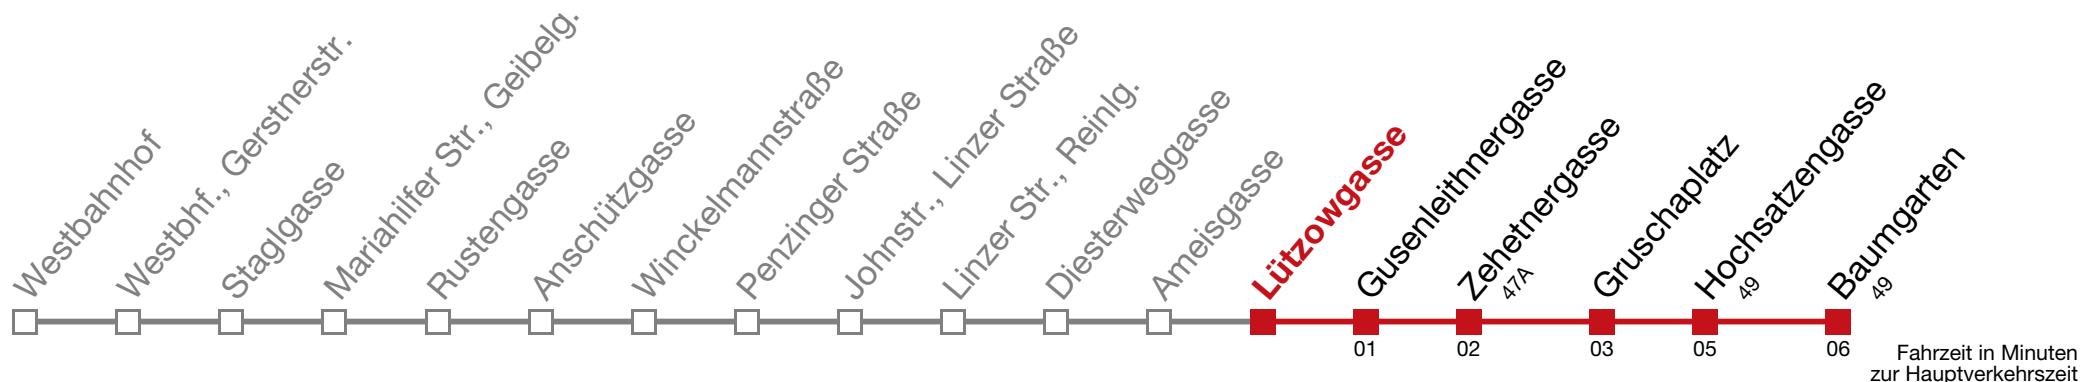 Westbahnhof
Westbhf., Gerstnerstr.
Staglgasse
Mariahilfer Str., Geibelg.
Rustengasse
Anschützgasse
Winckelmannstraße
Penzinger Straße
Johnstr., Linzer Straße
Linzer Str., Reinlg.
Diesterweggasse
Ameisgasse
Lützowgasse
Gusenleithnergasse
Zehetnergasse
47A
Gruschaplatz
Hochsatzengasse
49
Baumgarten
49
01
02
03
05
06
Fahrzeit in Minuten
zur Hauptverkehrszeit